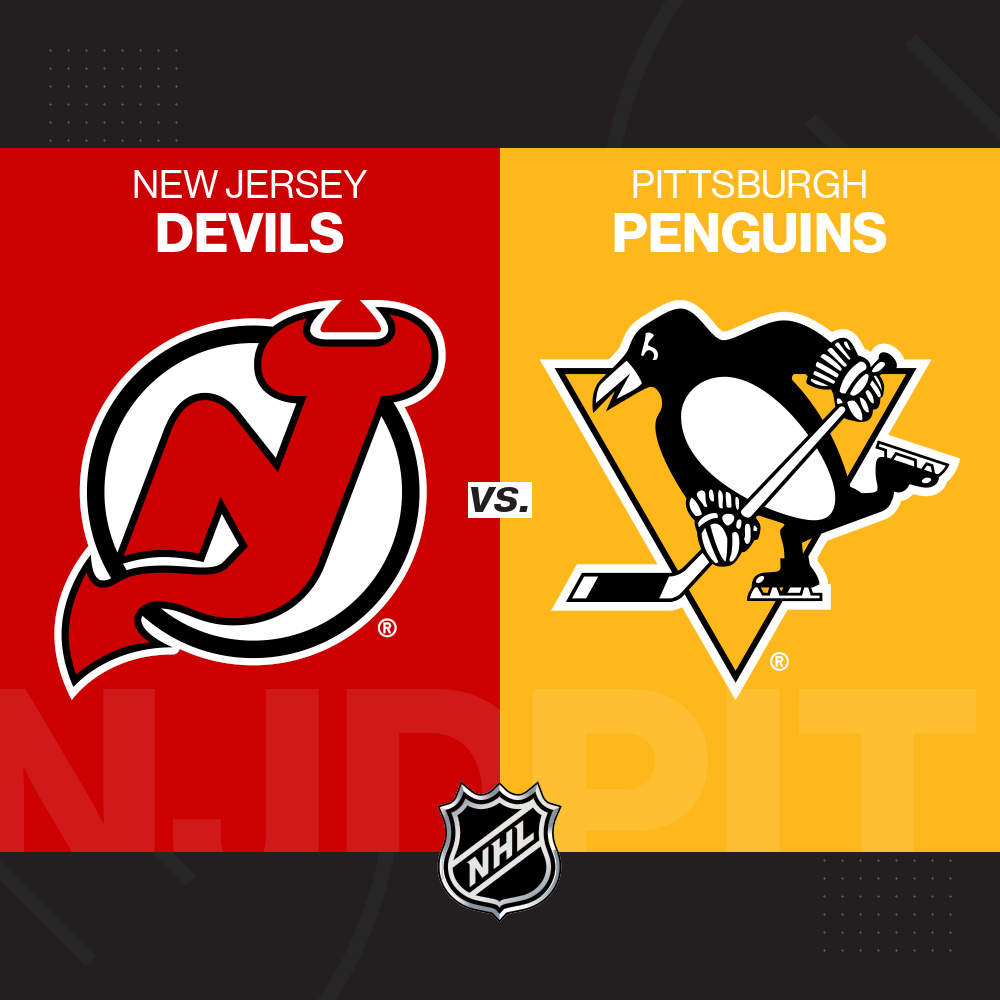 NEW JERSEY
DEVILS
PITTSBURGH
PENGUINS
VS.
®
®
NJD
PIT
NHL